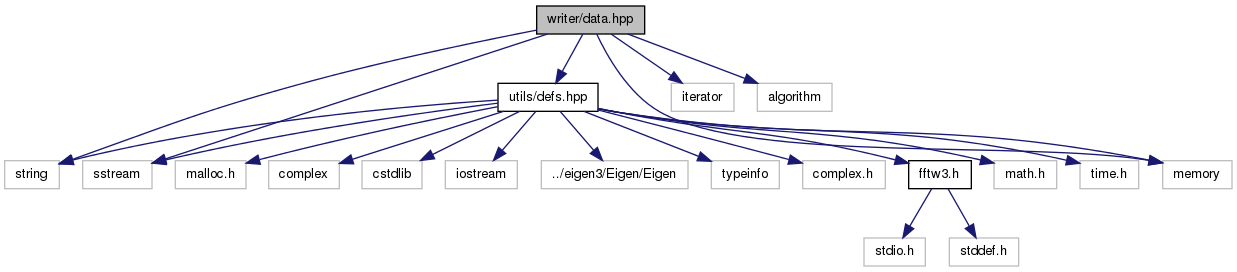 writer/data.hpp
utils/defs.hpp
iterator
algorithm
string
sstream
malloc.h
complex
cstdlib
iostream
../eigen3/Eigen/Eigen
typeinfo
complex.h
fftw3.h
math.h
time.h
memory
stdio.h
stddef.h